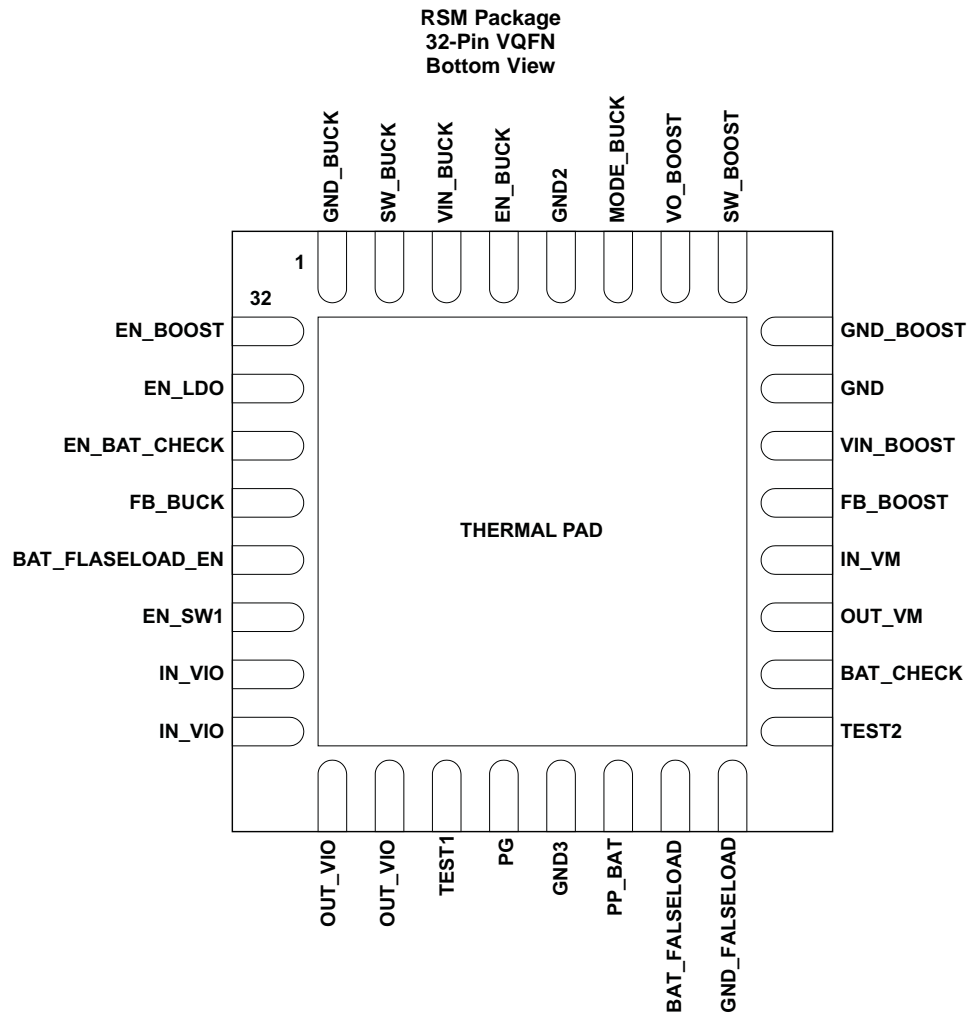 RSM Package
32-Pin VQFN
Bottom View
GND_BUCK
SW_BUCK
VIN_BUCK
EN_BUCK
GND2
MODE_BUCK
VO_BOOST
SW_BOOST
1
32
EN_BOOST
EN_LDO
EN_BAT_CHECK
FB_BUCK
BAT_FLASELOAD_EN
EN_SW1
IN_VIO
IN_VIO
THERMAL PAD
GND_BOOST
GND
VIN_BOOST
FB_BOOST
IN_VM
OUT_VM
BAT_CHECK
TEST2
OUT_VIO
OUT_VIO
TEST1
PG
GND3
PP_BAT
BAT_FALSELOAD
GND_FALSELOAD